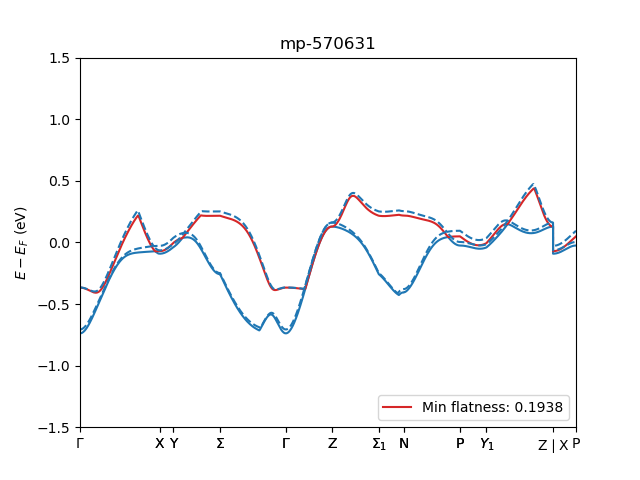 mp-570631
E − E_F (eV)
1.5
1.0
0.5
0.0
−0.5
−1.0
−1.5
Min flatness: 0.1938
Γ X Y Σ Γ Z Σ₁ N P Y₁ Z | X P